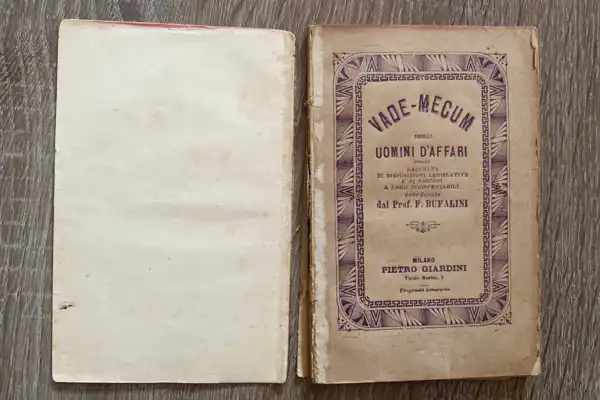 VADE-MECUM
DEGLI
UOMINI D'AFFARI
OSSIA
RACCOLTA
DI DISPOSIZIONI LEGISLATIVE
E DI NOZIONI
A LORO INDISPENSABILI
dal Prof. F. BUFALINI
MILANO
PIETRO GIARDINI
Proprietà letteraria